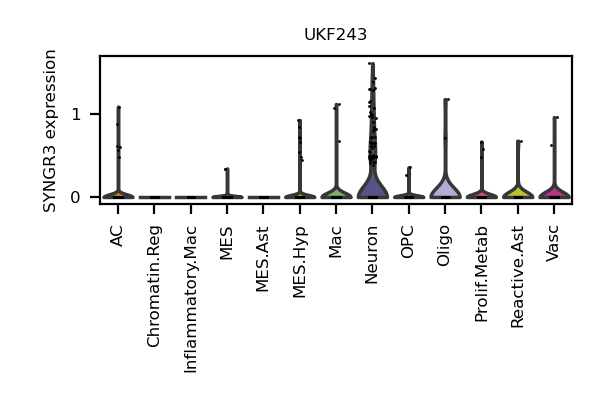 UKF243
SYNGR3 expression
1
0
AC
Chromatin.Reg
Inflammatory.Mac
MES
MES.Ast
MES.Hyp
Mac
Neuron
OPC
Oligo
Prolif.Metab
Reactive.Ast
Vasc